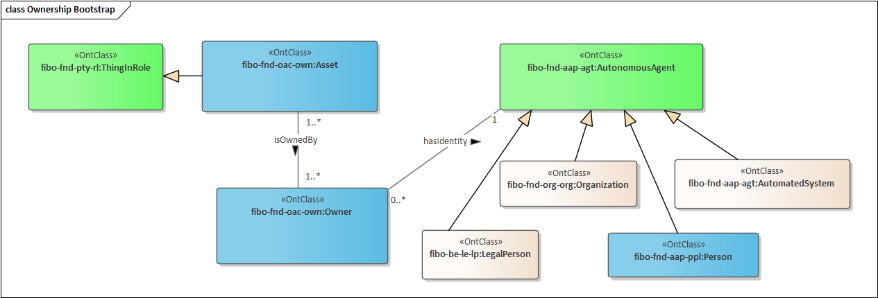 class Ownership Bootstrap
«OntClass»
fibo-fnd-pty-rl:ThingInRole
«OntClass»
fibo-fnd-oac-own:Asset
«OntClass»
fibo-fnd-aap-agt:AutonomousAgent
1..*
isOwnedBy
1..*
1
hasIdentity
0..*
«OntClass»
fibo-fnd-org-org:Organization
«OntClass»
fibo-fnd-aap-agt:AutomatedSystem
«OntClass»
fibo-fnd-oac-own:Owner
«OntClass»
fibo-be-le-lp:LegalPerson
«OntClass»
fibo-fnd-aap-ppl:Person